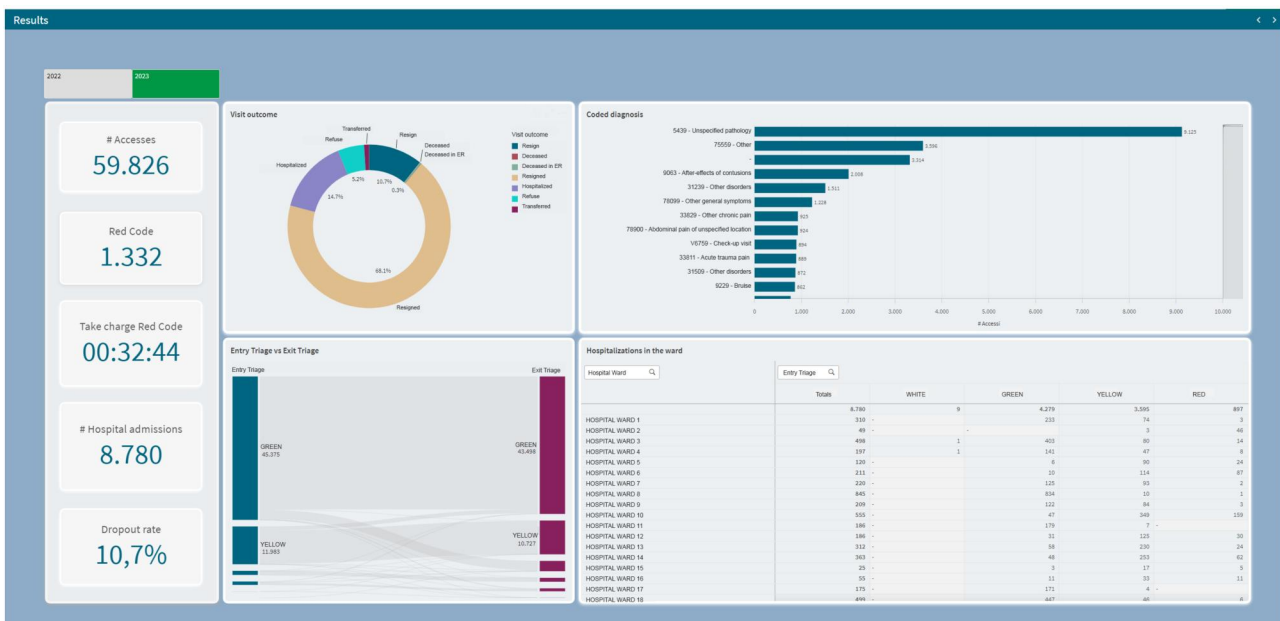 Results
2022
2023
# Accesses
59.826
Red Code
1.332
Take charge Red Code
00:32:44
# Hospital admissions
8.780
Dropout rate
10,7%
Visit outcome
Transferred
Refuse
Resign
Deceased
Deceased in ER
Hospitalized
5.2%
10.7%
0.3%
14.7%
68.1%
Resigned
Visit outcome
Resign
Deceased
Deceased in ER
Resigned
Hospitalized
Refuse
Transferred
Coded diagnosis
5439 - Unspecified pathology 9.125
75559 - Other 3.596
- 3.314
9063 - After-effects of contusions 2.008
31239 - Other disorders 1.511
78099 - Other general symptoms 1.228
33829 - Other chronic pain 925
78900 - Abdominal pain of unspecified location 924
V6759 - Check-up visit 894
33811 - Acute trauma pain 889
31509 - Other disorders 872
9229 - Bruise 862
0 1.000 2.000 3.000 4.000 5.000 6.000 7.000 8.000 9.000 10.000
# Accessi
Entry Triage vs Exit Triage
Entry Triage Exit Triage
GREEN
45.375
GREEN
43.498
YELLOW
11.983
YELLOW
10.727
Hospitalizations in the ward
Hospital Ward
Entry Triage
Totals WHITE GREEN YELLOW RED
8.780 9 4.279 3.595 897
HOSPITAL WARD 1 310 - 233 74 3
HOSPITAL WARD 2 49 - - 3 46
HOSPITAL WARD 3 498 1 403 80 14
HOSPITAL WARD 4 197 1 141 47 8
HOSPITAL WARD 5 120 - 6 90 24
HOSPITAL WARD 6 211 - 10 114 87
HOSPITAL WARD 7 220 - 125 93 2
HOSPITAL WARD 8 845 - 834 10 1
HOSPITAL WARD 9 209 - 122 84 3
HOSPITAL WARD 10 555 - 47 349 159
HOSPITAL WARD 11 186 - 179 7 -
HOSPITAL WARD 12 186 - 31 125 30
HOSPITAL WARD 13 312 - 58 230 24
HOSPITAL WARD 14 363 - 48 253 62
HOSPITAL WARD 15 25 - 3 17 5
HOSPITAL WARD 16 55 - 11 33 11
HOSPITAL WARD 17 175 - 171 4 -
HOSPITAL WARD 18 499 - 447 46 6